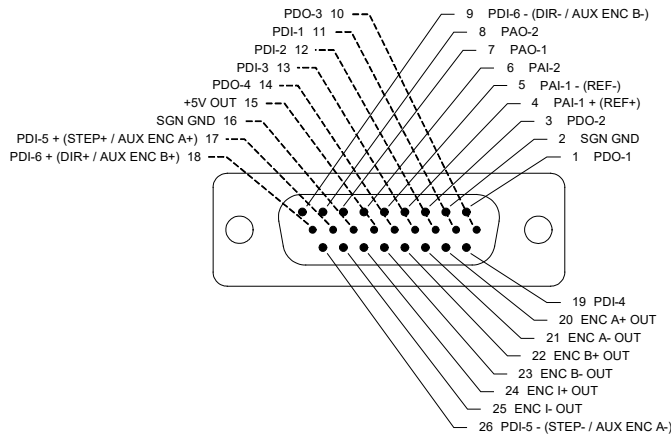 PDO-3 10
PDI-1 11
PDI-2 12
PDI-3 13
PDO-4 14
+5V OUT 15
SGN GND 16
PDI-5 + (STEP+ / AUX ENC A+) 17
PDI-6 + (DIR+ / AUX ENC B+) 18
9 PDI-6 - (DIR- / AUX ENC B-)
8 PAO-2
7 PAO-1
6 PAI-2
5 PAI-1 - (REF-)
4 PAI-1 + (REF+)
3 PDO-2
2 SGN GND
1 PDO-1
19 PDI-4
20 ENC A+ OUT
21 ENC A- OUT
22 ENC B+ OUT
23 ENC B- OUT
24 ENC I+ OUT
25 ENC I- OUT
26 PDI-5 - (STEP- / AUX ENC A-)